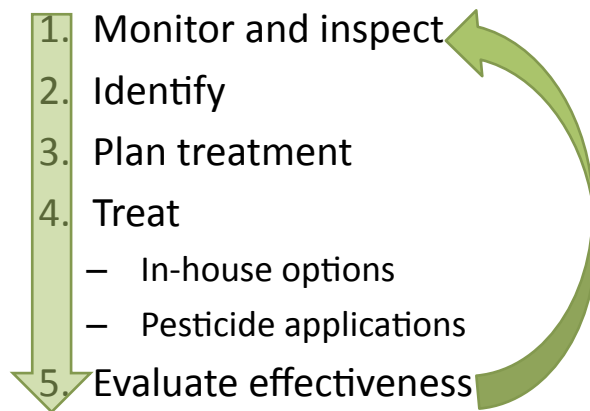 1. Monitor and inspect
2. Identify
3. Plan treatment
4. Treat
– In-house options
– Pesticide applications
5. Evaluate effectiveness